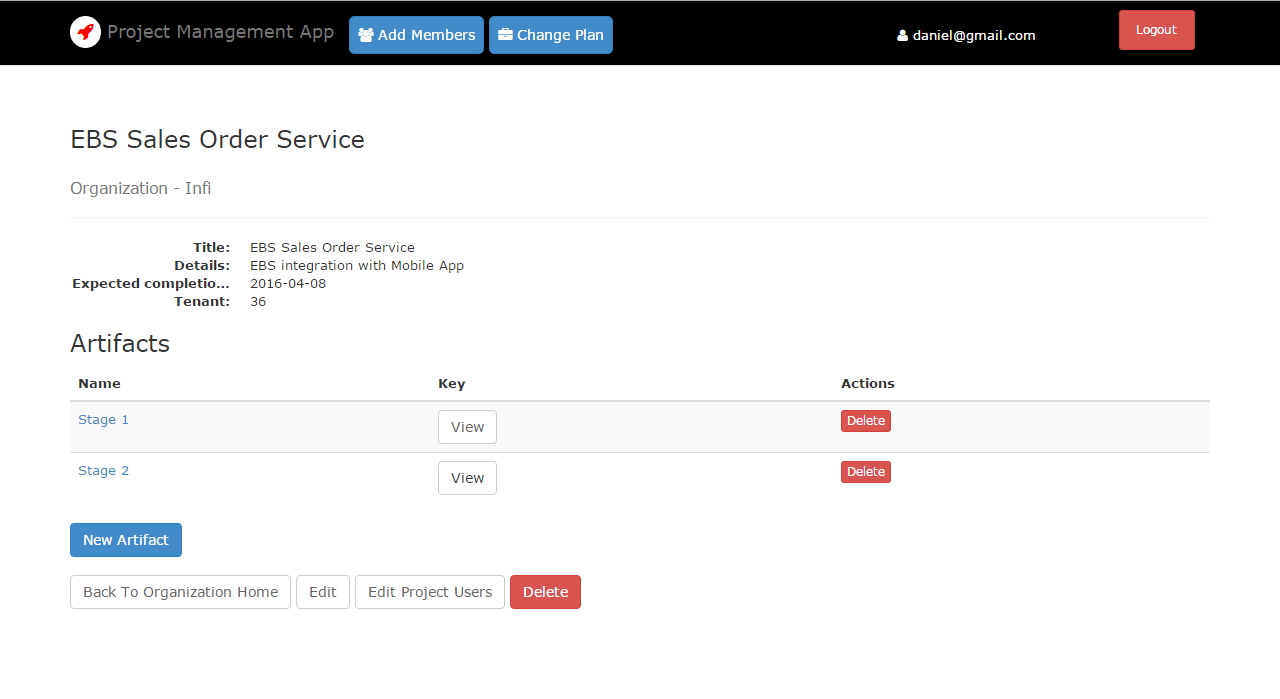 Project Management App Add Members Change Plan daniel@gmail.com Logout
EBS Sales Order Service
Organization - Infi
Title: EBS Sales Order Service
Details: EBS integration with Mobile App
Expected completio... 2016-04-08
Tenant: 36
Artifacts
Name Key Actions
Stage 1 View Delete
Stage 2 View Delete
New Artifact
Back To Organization Home Edit Edit Project Users Delete